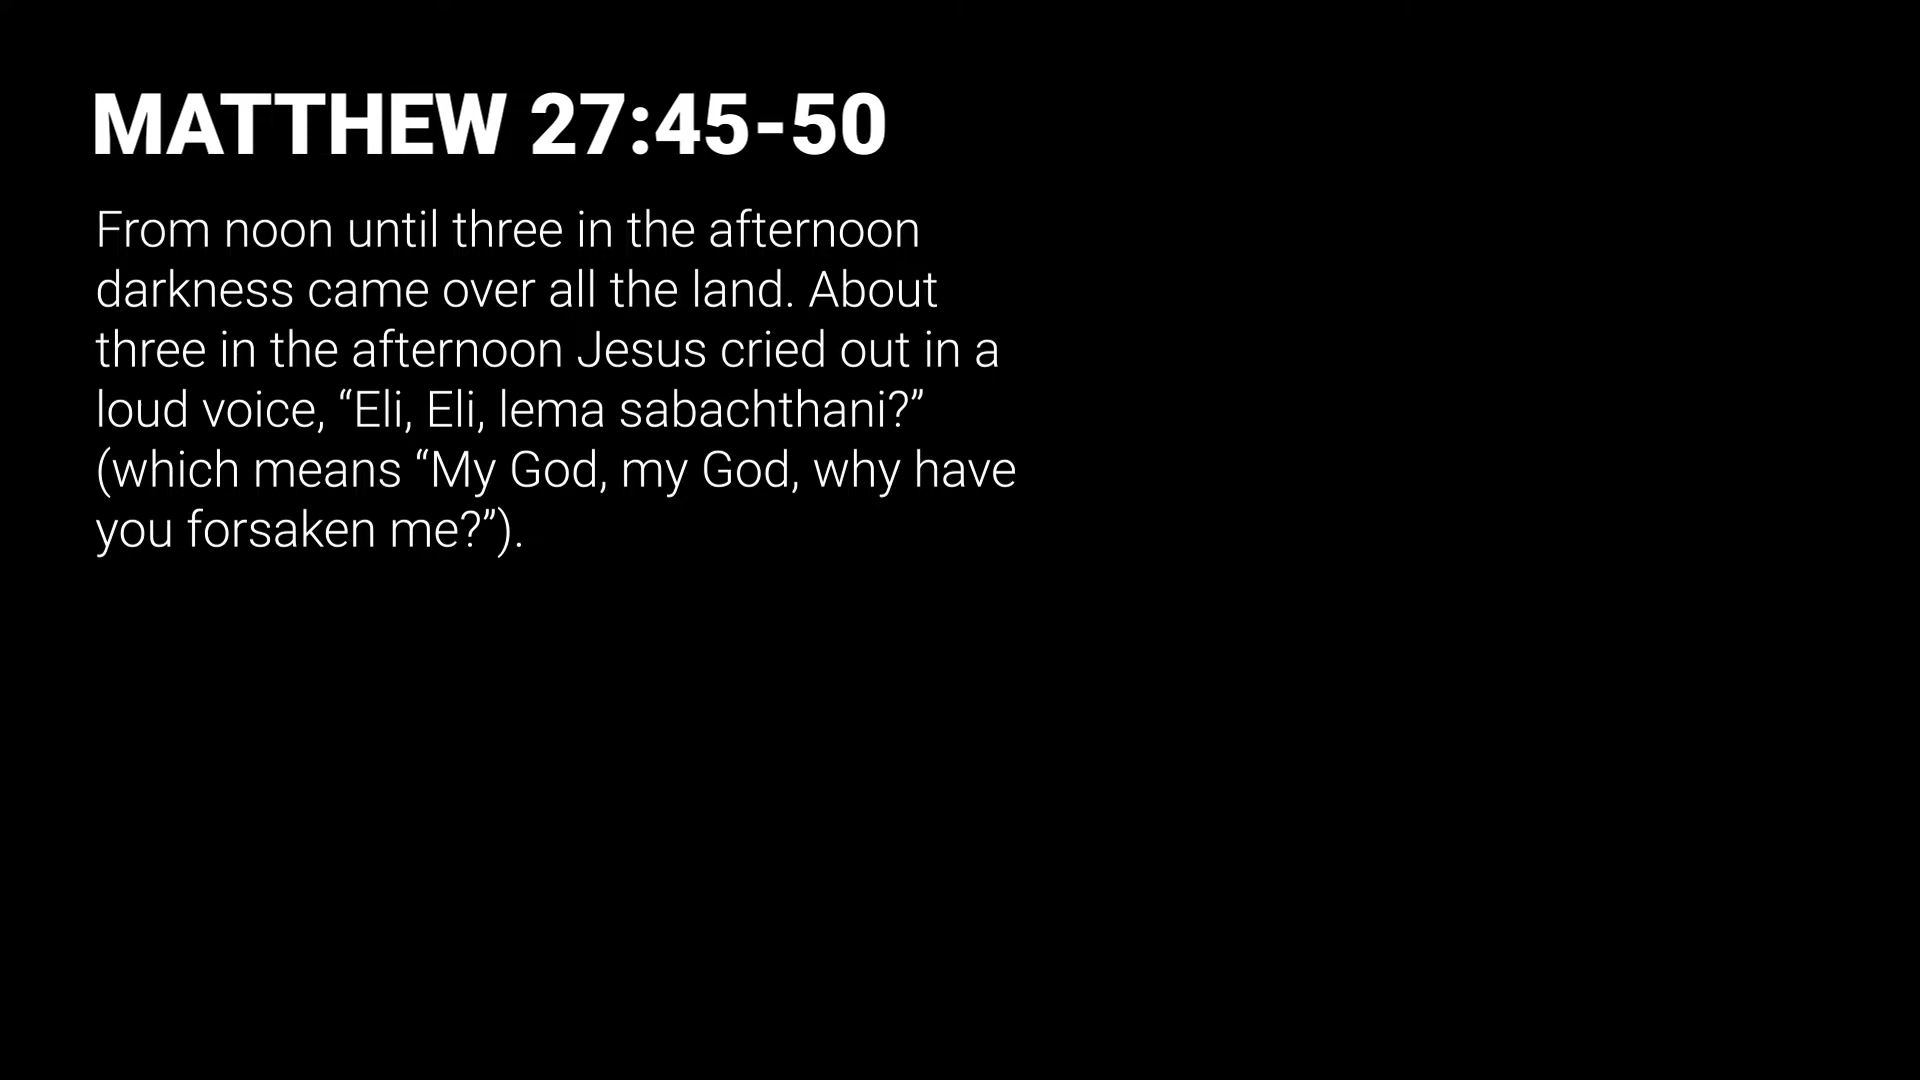 MATTHEW 27:45-50
From noon until three in the afternoon
darkness came over all the land. About
three in the afternoon Jesus cried out in a
loud voice, “Eli, Eli, lema sabachthani?”
(which means “My God, my God, why have
you forsaken me?”).